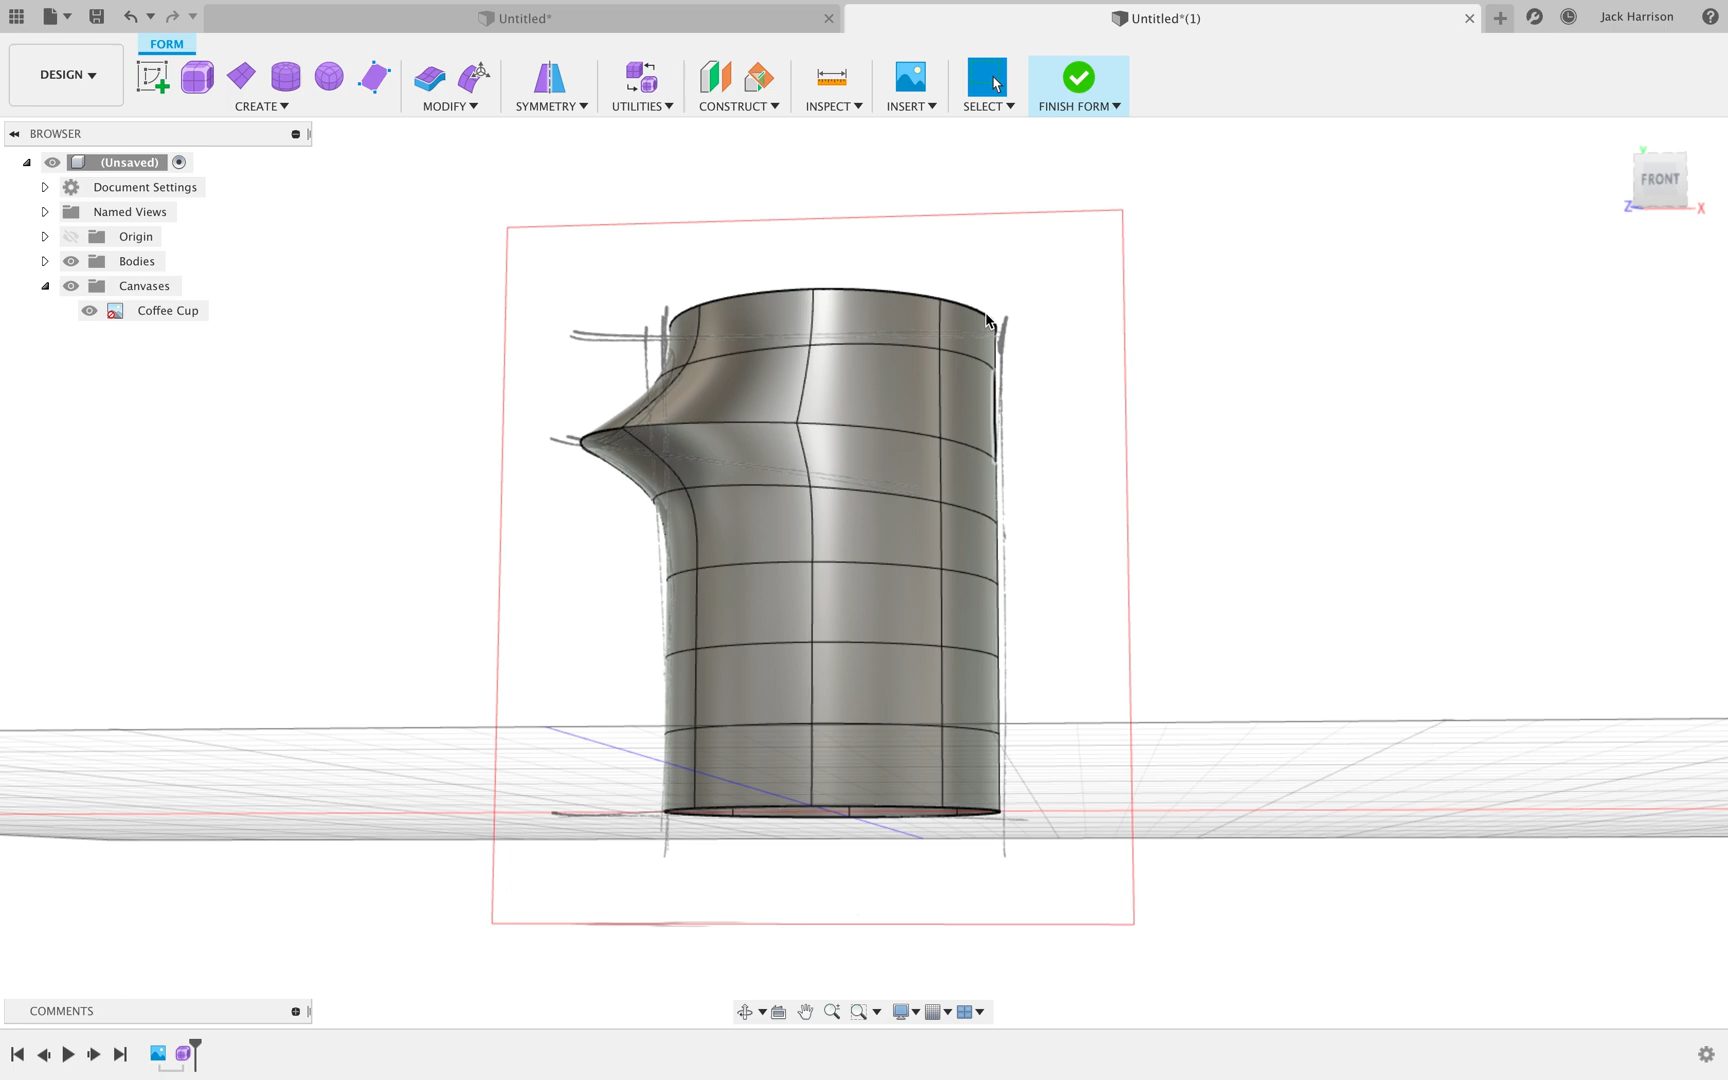 Untitled*
Untitled*(1)
Jack Harrison
DESIGN
FORM
CREATE
MODIFY
SYMMETRY
UTILITIES
CONSTRUCT
INSPECT
INSERT
SELECT
FINISH FORM
BROWSER
(Unsaved)
Document Settings
Named Views
Origin
Bodies
Canvases
Coffee Cup
Y
FRONT
Z
X
COMMENTS